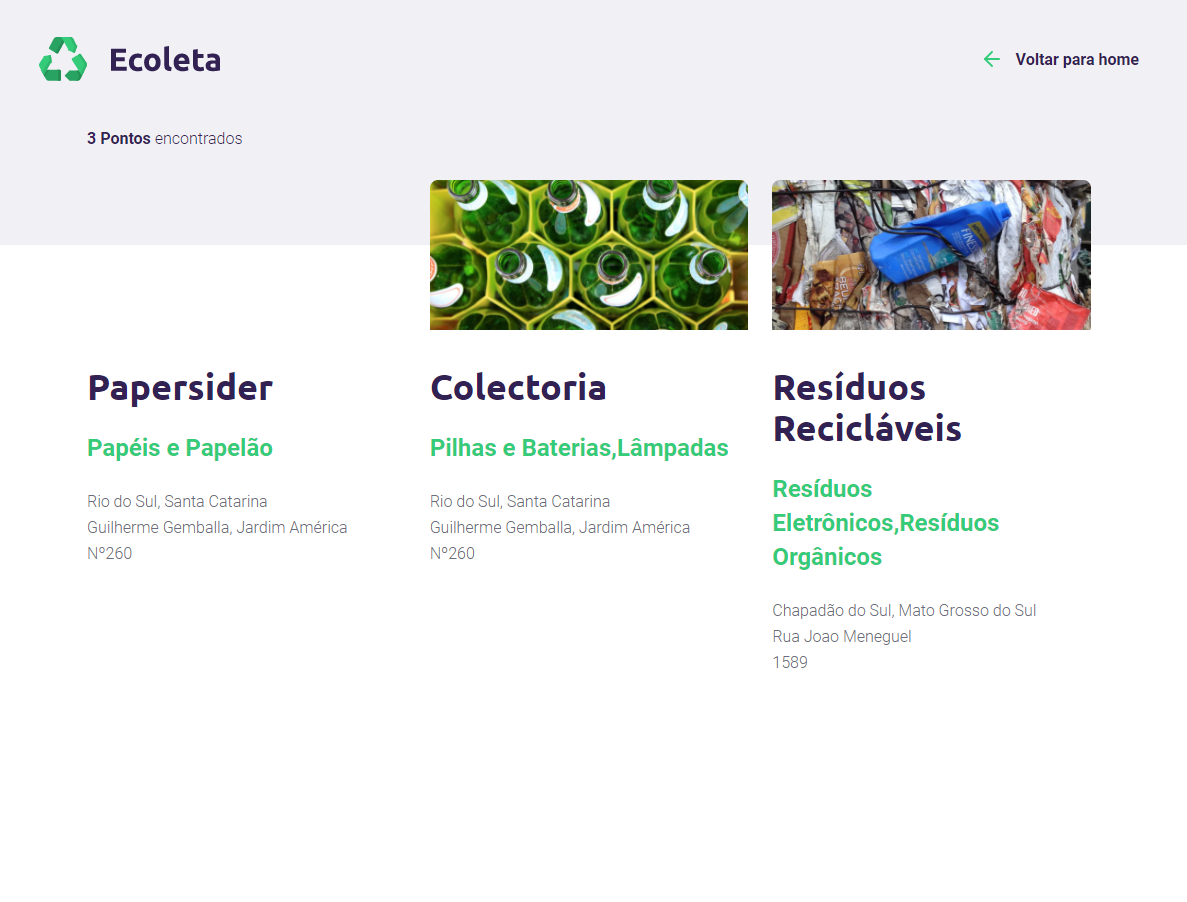 Ecoleta
Voltar para home
3 Pontos encontrados
Papersider
Papéis e Papelão
Rio do Sul, Santa Catarina
Guilherme Gemballa, Jardim América
Nº260
Colectoria
Pilhas e Baterias,Lâmpadas
Rio do Sul, Santa Catarina
Guilherme Gemballa, Jardim América
Nº260
Resíduos
Recicláveis
Resíduos
Eletrônicos,Resíduos
Orgânicos
Chapadão do Sul, Mato Grosso do Sul
Rua Joao Meneguel
1589